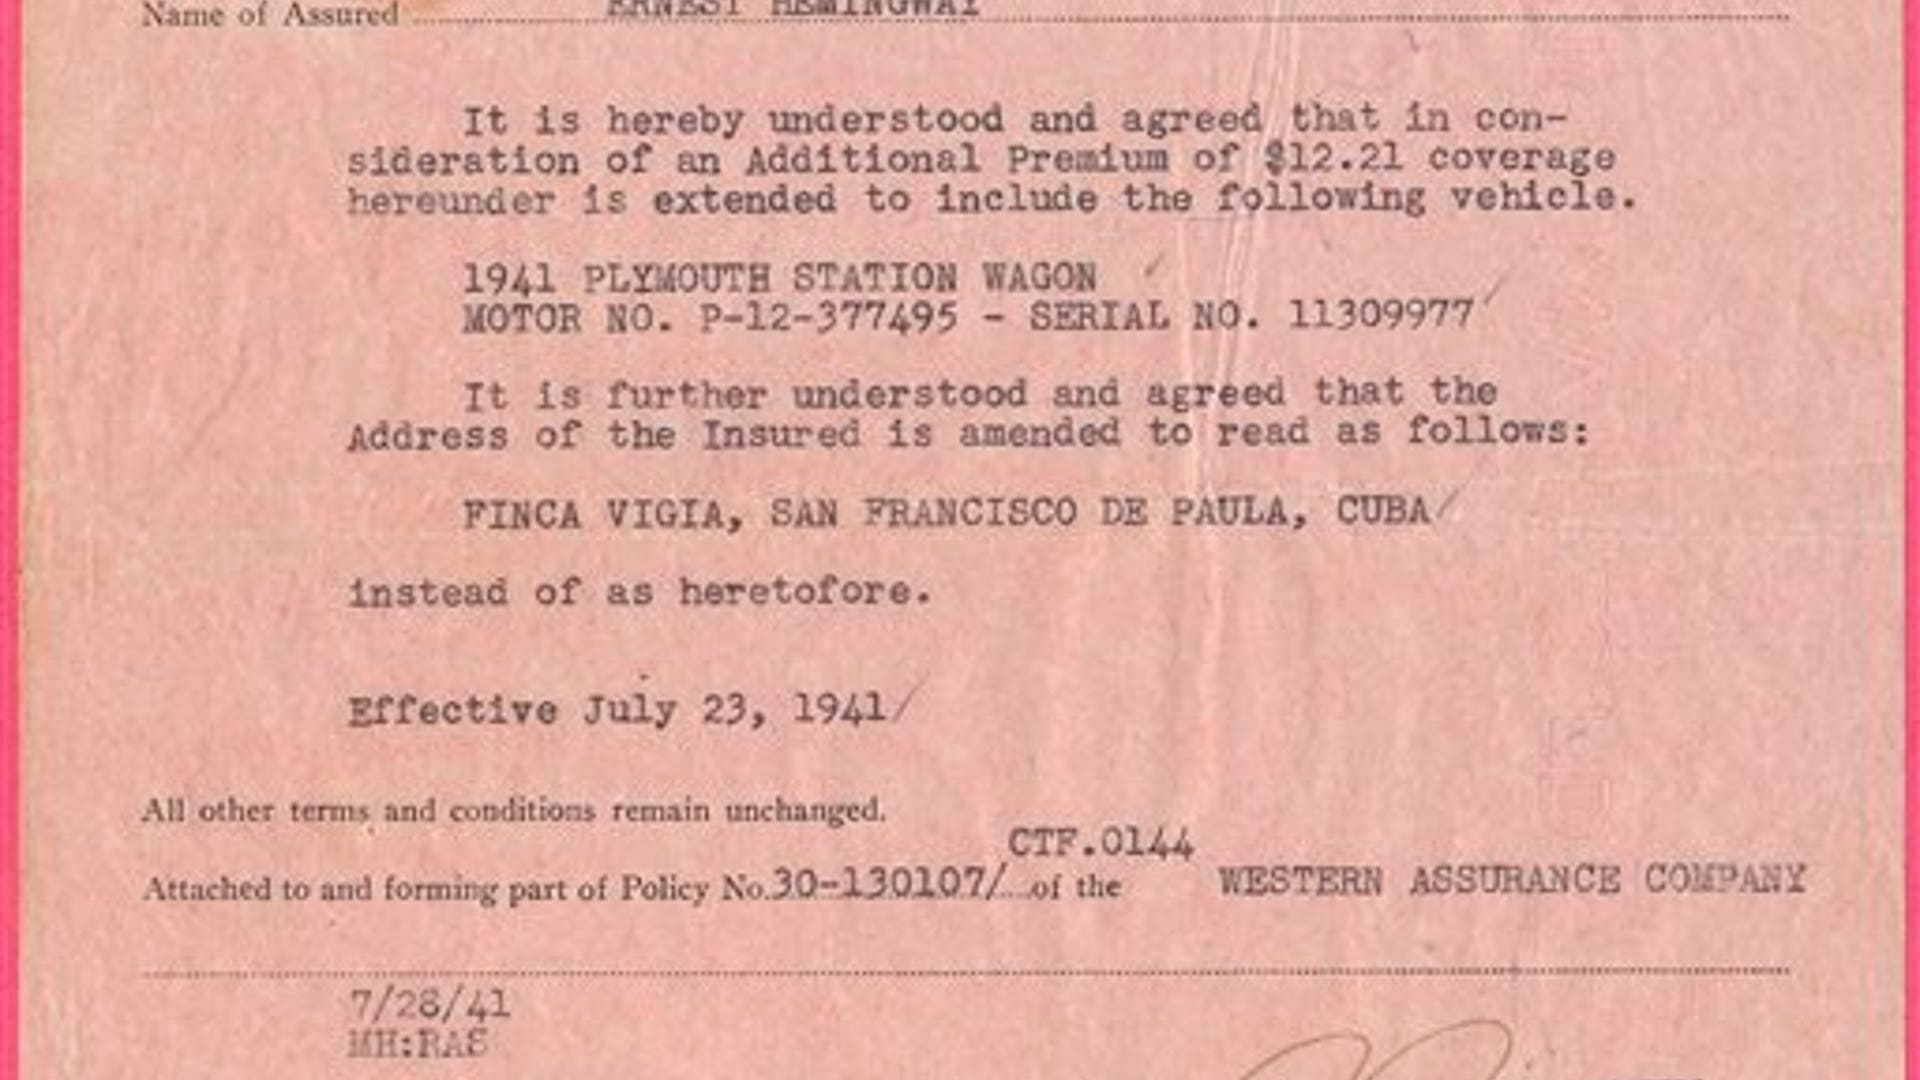 Name of Assured ERNEST HEMINGWAY
It is hereby understood and agreed that in con-
sideration of an Additional Premium of $12.21 coverage
hereunder is extended to include the following vehicle.
1941 PLYMOUTH STATION WAGON
MOTOR NO. P-12-377495 - SERIAL NO. 11309977
It is further understood and agreed that the
Address of the Insured is amended to read as follows:
FINCA VIGIA, SAN FRANCISCO DE PAULA, CUBA
instead of as heretofore.
Effective July 23, 1941
All other terms and conditions remain unchanged.
CTF.0144
Attached to and forming part of Policy No. 30-130107/ of the WESTERN ASSURANCE COMPANY
7/28/41
MH:RAS